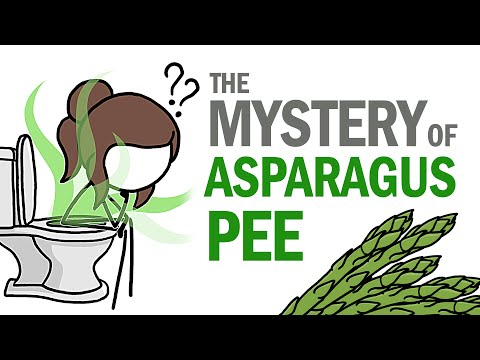 ??
THE
MYSTERY OF
ASPARAGUS
PEE